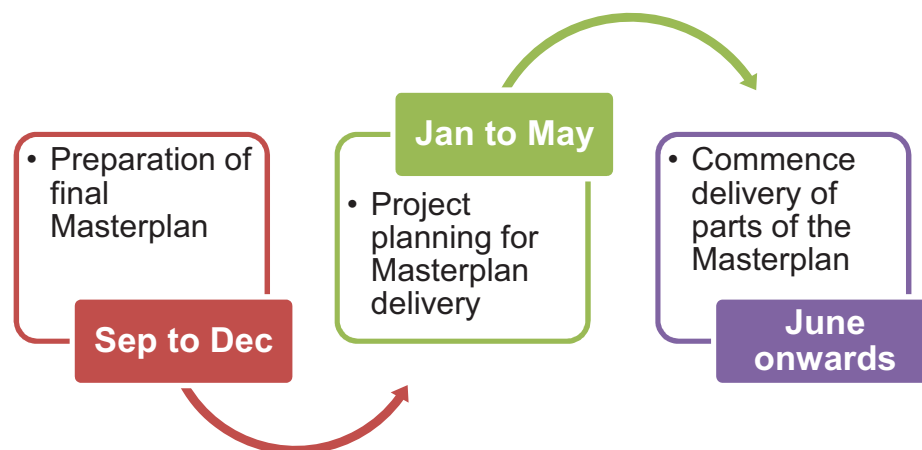 • Preparation of
final
Masterplan
Sep to Dec
Jan to May
• Project
planning for
Masterplan
delivery
• Commence
delivery of
parts of the
Masterplan
June
onwards